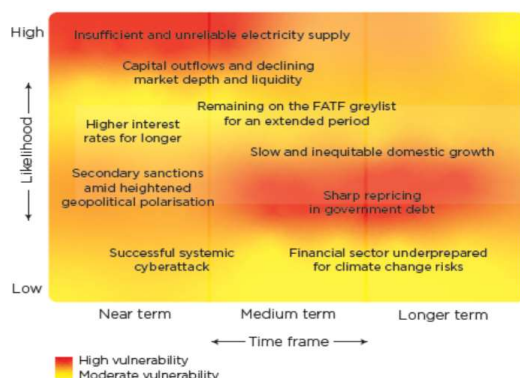 High
Insufficient and unreliable electricity supply
Capital outflows and declining
market depth and liquidity
Remaining on the FATF greylist
for an extended period
Higher interest
rates for longer
Slow and inequitable domestic growth
Likelihood
Secondary sanctions
amid heightened
geopolitical polarisation
Sharp repricing
in government debt
Successful systemic
cyberattack
Financial sector underprepared
for climate change risks
Low
Near term
Medium term
Longer term
Time frame
High vulnerability
Moderate vulnerability